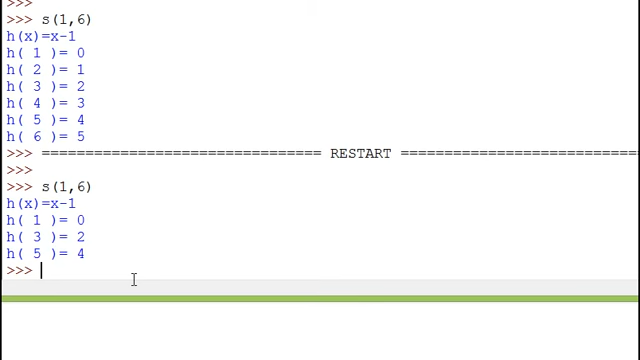 >>>
>>> s(1,6)
h(x)=x-1
h( 1 )= 0
h( 2 )= 1
h( 3 )= 2
h( 4 )= 3
h( 5 )= 4
h( 6 )= 5
>>> ================================ RESTART ===========================
>>>
>>> s(1,6)
h(x)=x-1
h( 1 )= 0
h( 3 )= 2
h( 5 )= 4
>>>